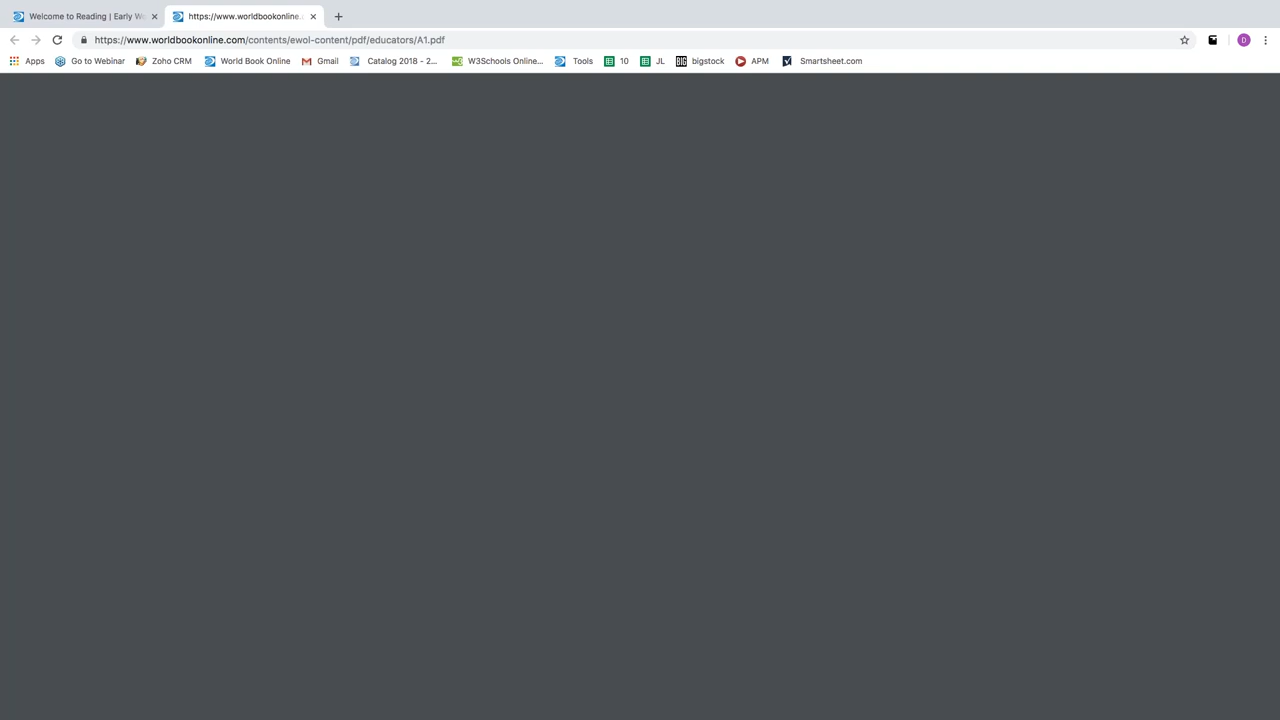 Welcome to Reading | Early Wo
https://www.worldbookonline.c
https://www.worldbookonline.com/contents/ewol-content/pdf/educators/A1.pdf
D
Apps Go to Webinar Zoho CRM World Book Online Gmail Catalog 2018 - 2... W3Schools Online... Tools 10 JL BIG bigstock APM Smartsheet.com